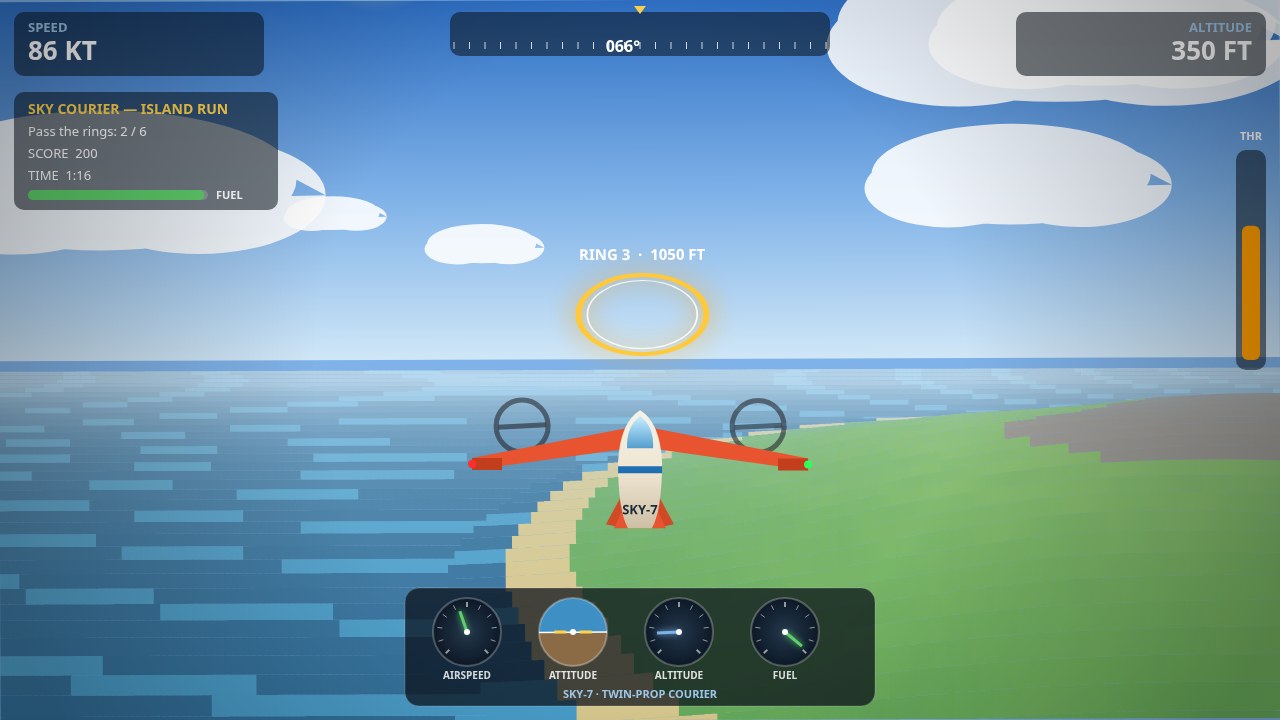 SPEED
86 KT
066°
ALTITUDE
350 FT
SKY COURIER — ISLAND RUN
Pass the rings: 2 / 6
SCORE 200
TIME 1:16
FUEL
THR
RING 3 · 1050 FT
SKY-7
AIRSPEED
ATTITUDE
ALTITUDE
FUEL
SKY-7 · TWIN-PROP COURIER